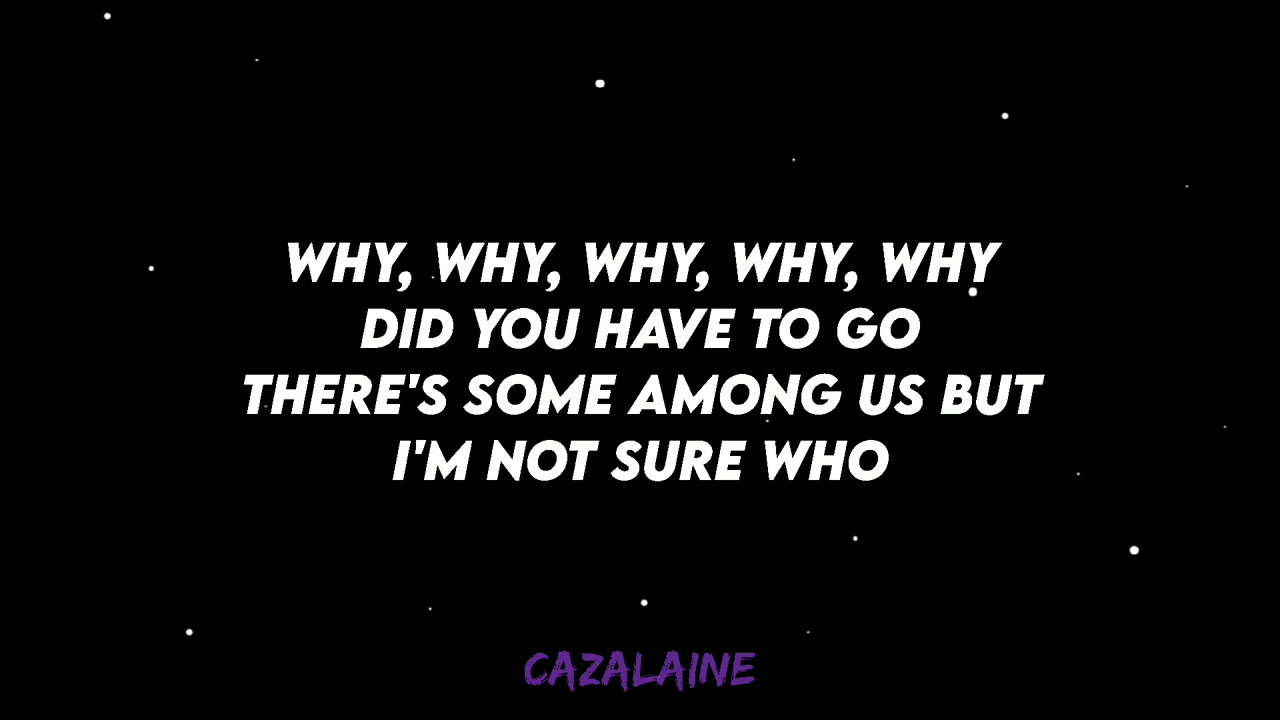 WHY, WHY, WHY, WHY, WHY
DID YOU HAVE TO GO
THERE'S SOME AMONG US BUT
I'M NOT SURE WHO
CAZALAINE